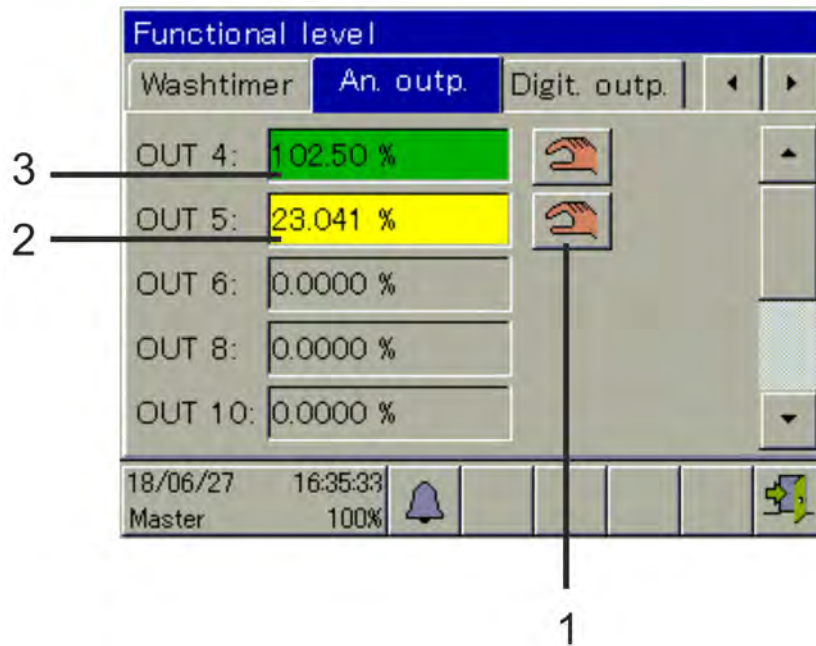 Functional level
Washtimer An. outp. Digit. outp.
OUT 4: 102.50 %
3
OUT 5: 23.041 %
2
OUT 6: 0.0000 %
OUT 8: 0.0000 %
OUT 10: 0.0000 %
18/06/27 16:35:33
Master 100%
1